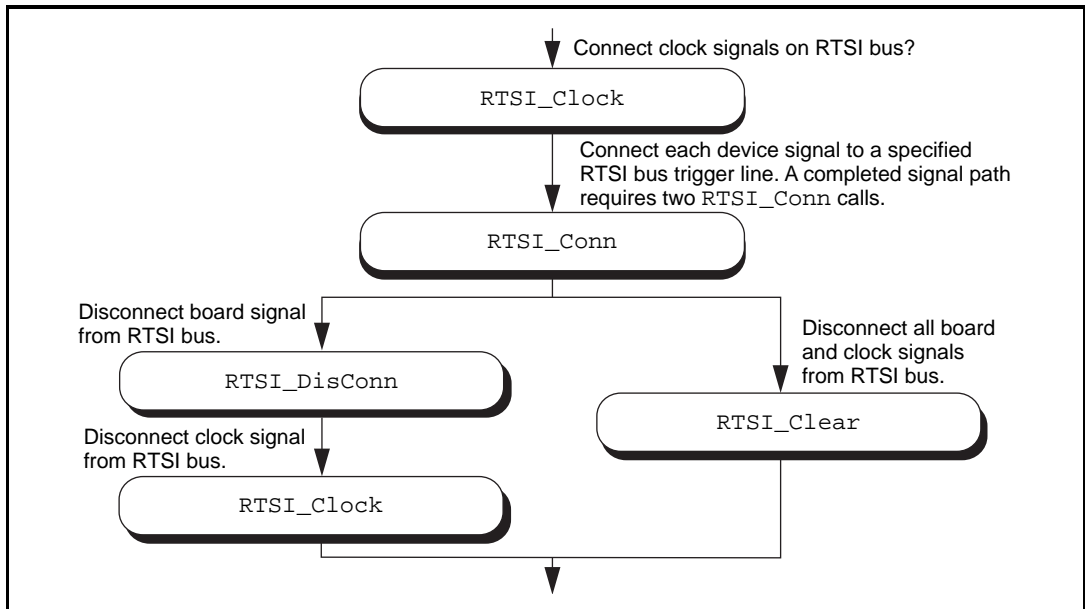 Connect clock signals on RTSI bus?
RTSI_Clock
Connect each device signal to a specified
RTSI bus trigger line. A completed signal path
requires two RTSI_Conn calls.
RTSI_Conn
Disconnect board signal
from RTSI bus.
RTSI_DisConn
Disconnect clock signal
from RTSI bus.
RTSI_Clock
Disconnect all board
and clock signals
from RTSI bus.
RTSI_Clear